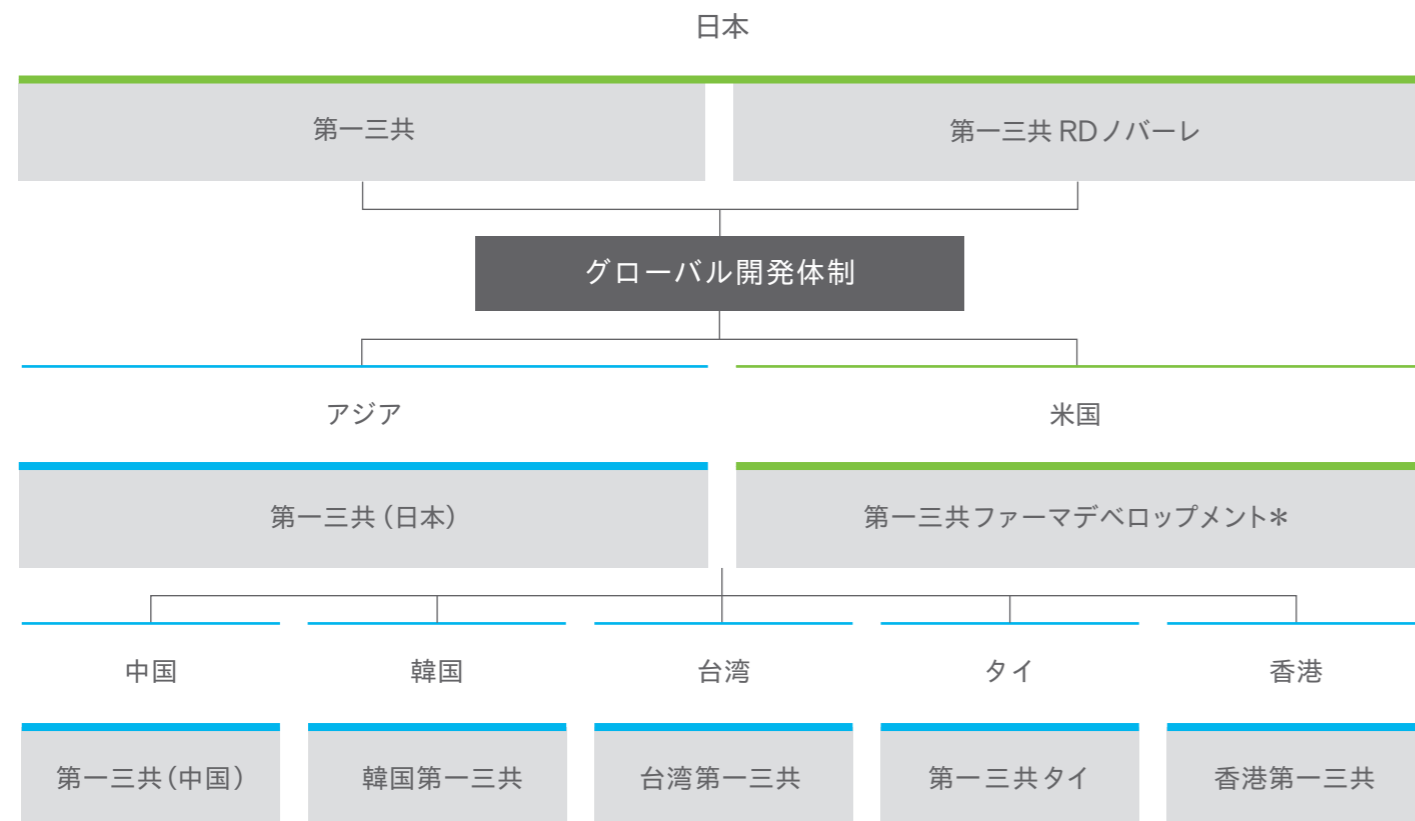 日本
第一三共
第一三共 RDノバーレ
グローバル開発体制
アジア
米国
第一三共(日本)
第一三共ファーマデベロップメント＊
中国
韓国
台湾
タイ
香港
第一三共(中国)
韓国第一三共
台湾第一三共
第一三共タイ
香港第一三共